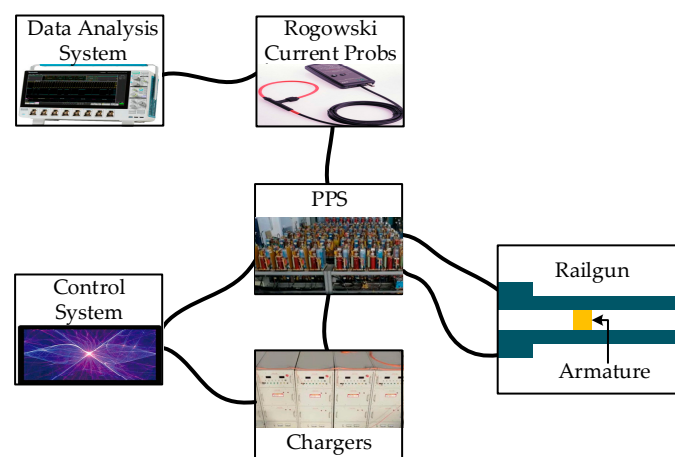 Data Analysis
System
Rogowski
Current Probs
PPS
Control
System
Railgun
Armature
Chargers